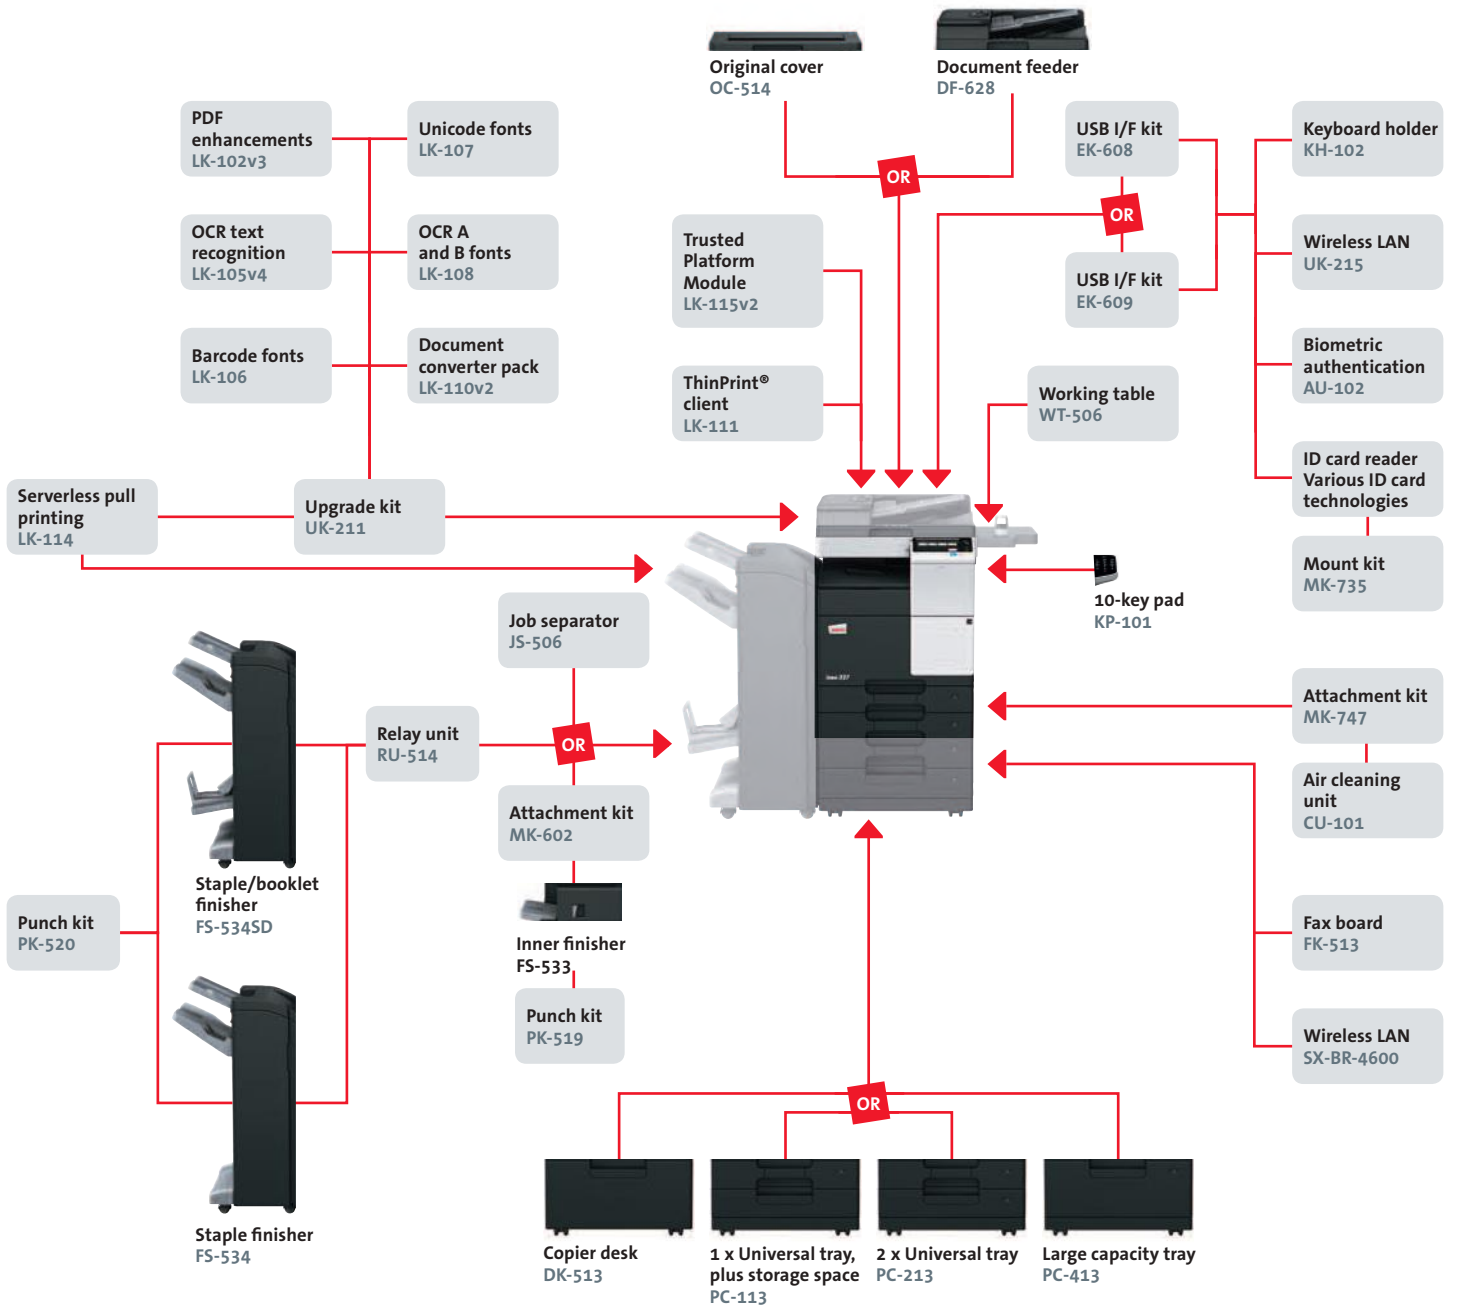 Original cover
OC-514
Document feeder
DF-628
PDF
enhancements
LK-102v3
Unicode fonts
LK-107
USB I/F kit
EK-608
Keyboard holder
KH-102
OR
OR
OCR text
recognition
LK-105v4
OCR A
and B fonts
LK-108
Trusted
Platform
Module
LK-115v2
Wireless LAN
UK-215
USB I/F kit
EK-609
Barcode fonts
LK-106
Document
converter pack
LK-110v2
ThinPrint®
client
LK-111
Working table
WT-506
Biometric
authentication
AU-102
ID card reader
Various ID card
technologies
Serverless pull
printing
LK-114
Upgrade kit
UK-211
Mount kit
MK-735
10-key pad
KP-101
Job separator
JS-506
Attachment kit
MK-747
Relay unit
RU-514
OR
Air cleaning
unit
CU-101
Attachment kit
MK-602
Staple/booklet
finisher
FS-534SD
Punch kit
PK-520
Inner finisher
FS-533
Fax board
FK-513
Punch kit
PK-519
Wireless LAN
SX-BR-4600
OR
Staple finisher
FS-534
Copier desk
DK-513
1 x Universal tray,
plus storage space
PC-113
2 x Universal tray
PC-213
Large capacity tray
PC-413